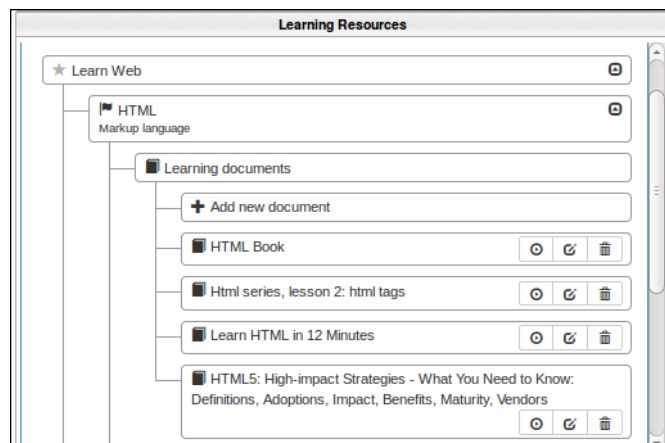 Learning Resources
Learn Web
HTML
Markup language
Learning documents
Add new document
HTML Book
Html series, lesson 2: html tags
Learn HTML in 12 Minutes
HTML5: High-impact Strategies - What You Need to Know:
Definitions, Adoptions, Impact, Benefits, Maturity, Vendors